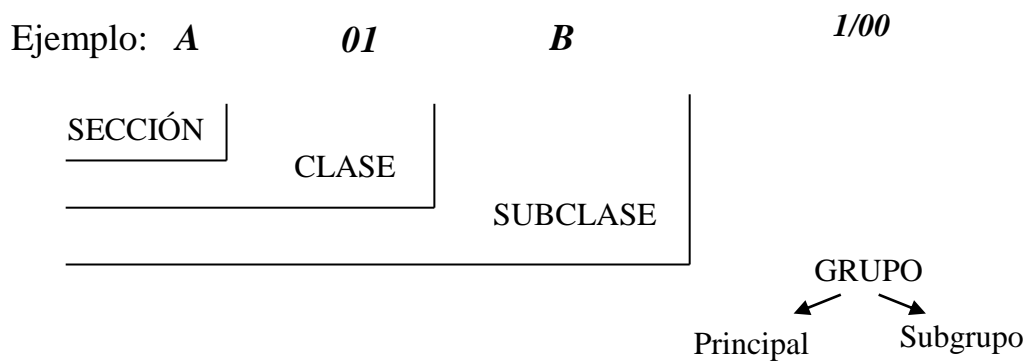 Ejemplo: A 01 B 1/00
SECCIÓN
CLASE
SUBCLASE
GRUPO
Principal Subgrupo